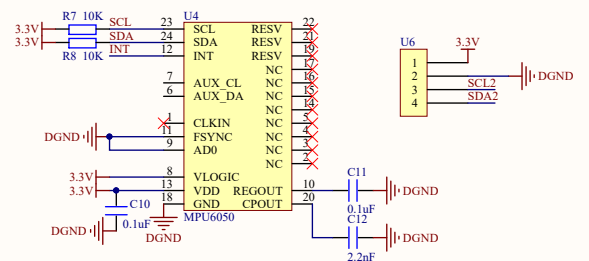 R7 10K SCL 23 U4 22
3.3V SCL RESV
SDA 24 21
3.3V SDA RESV
R8 10K INT 12 19
INT RESV
17
NC
7 16
AUX_CL NC
6 15
AUX_DA NC
14
NC
1 5
CLKIN NC
11 4
DGND FSYNC NC
9 3
AD0 NC
2
NC
3.3V 8 VLOGIC
3.3V 13 VDD REGOUT 10 C11
DGND
0.1uF
C10 18 GND CPOUT 20
0.1uF MPU6050 C12
DGND DGND DGND
2.2nF
U6
3.3V
1
2 DGND
3 SCL2
4 SDA2